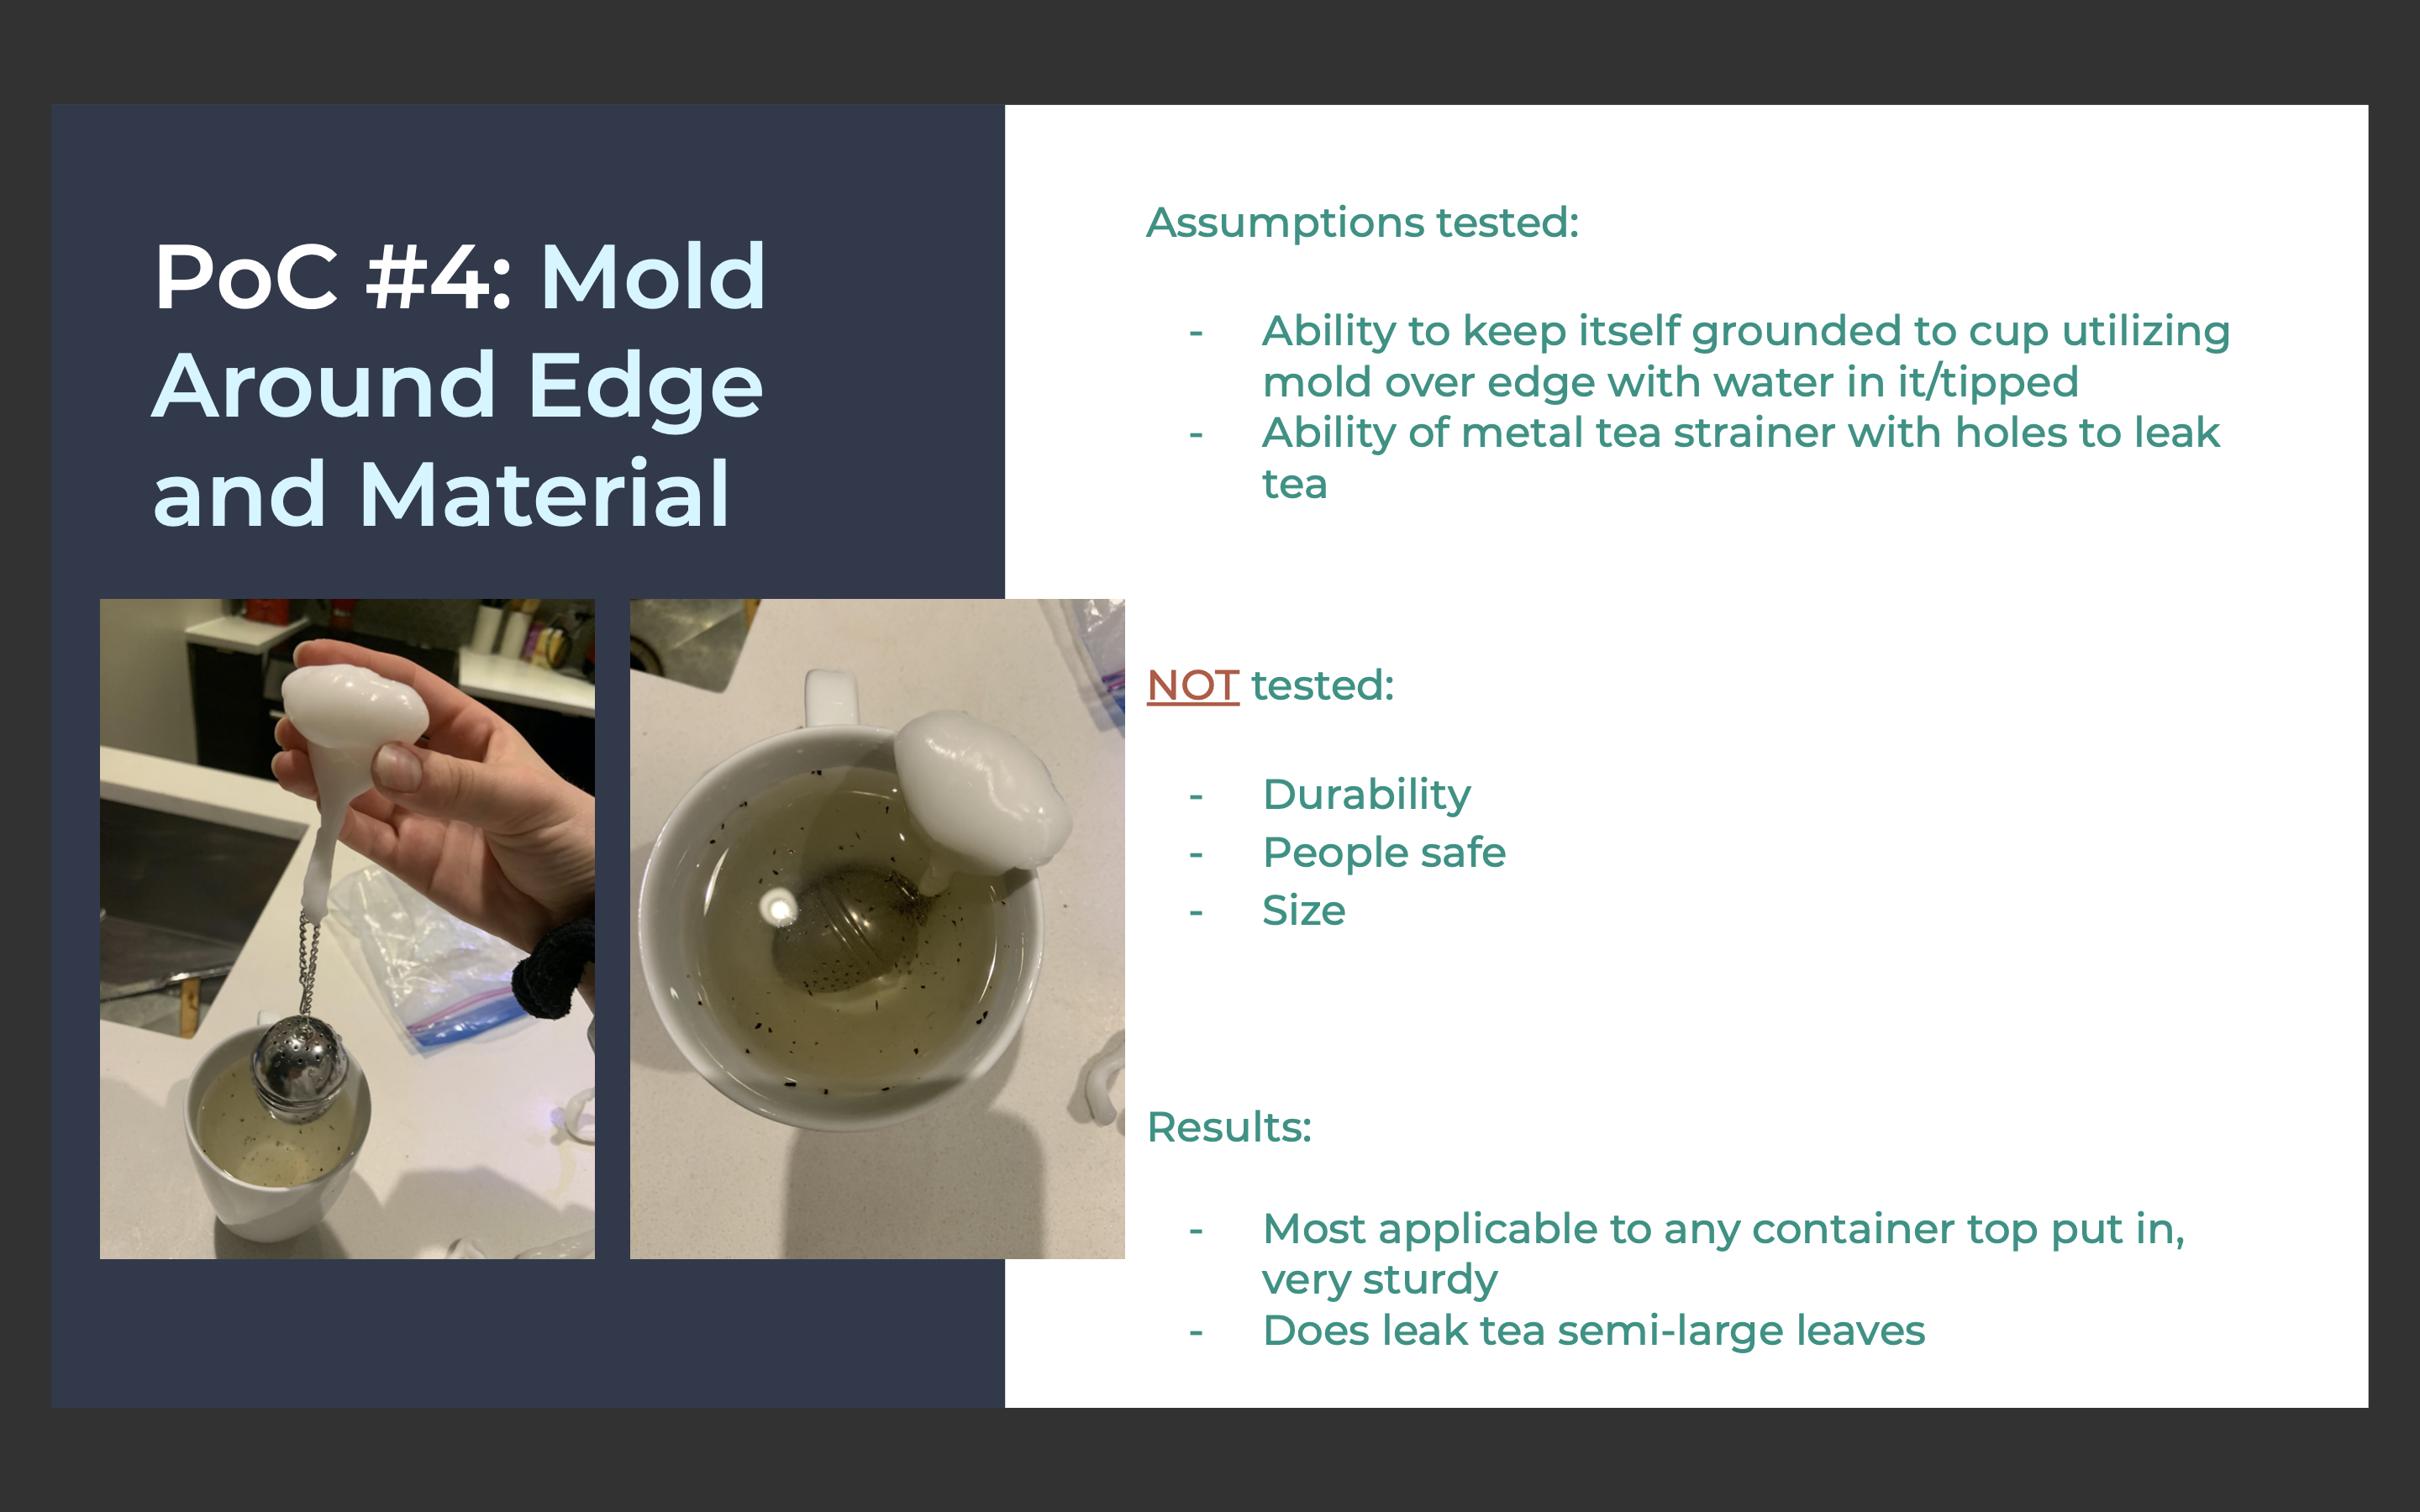 PoC #4: Mold
Around Edge
and Material
Assumptions tested:
- Ability to keep itself grounded to cup utilizing
mold over edge with water in it/tipped
- Ability of metal tea strainer with holes to leak
tea
NOT tested:
- Durability
- People safe
- Size
Results:
- Most applicable to any container top put in,
very sturdy
- Does leak tea semi-large leaves